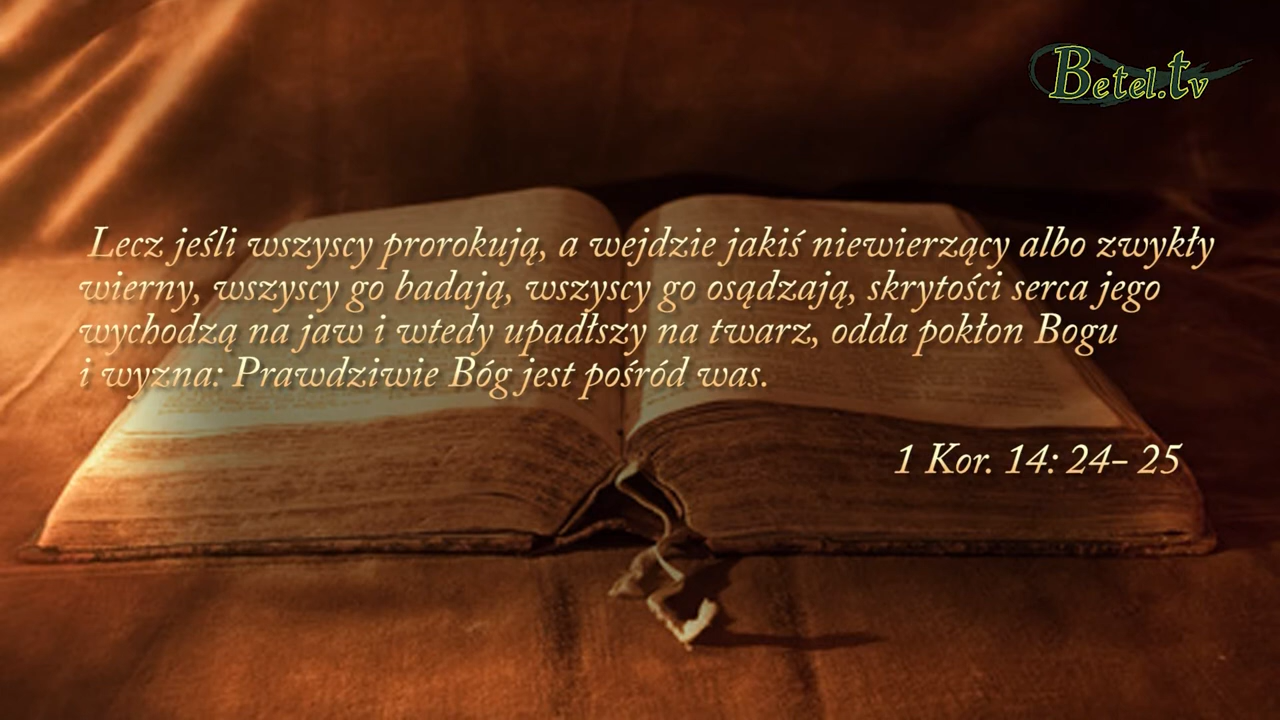 Betel.tv
Lecz jeśli wszyscy prorokują, a wejdzie jakiś niewierzący albo zwykły
wierny, wszyscy go badają, wszyscy go osądzają, skrytości serca jego
wychodzą na jaw i wtedy upadłszy na twarz, odda pokłon Bogu
i wyzna: Prawdziwie Bóg jest pośród was.
1 Kor. 14: 24- 25